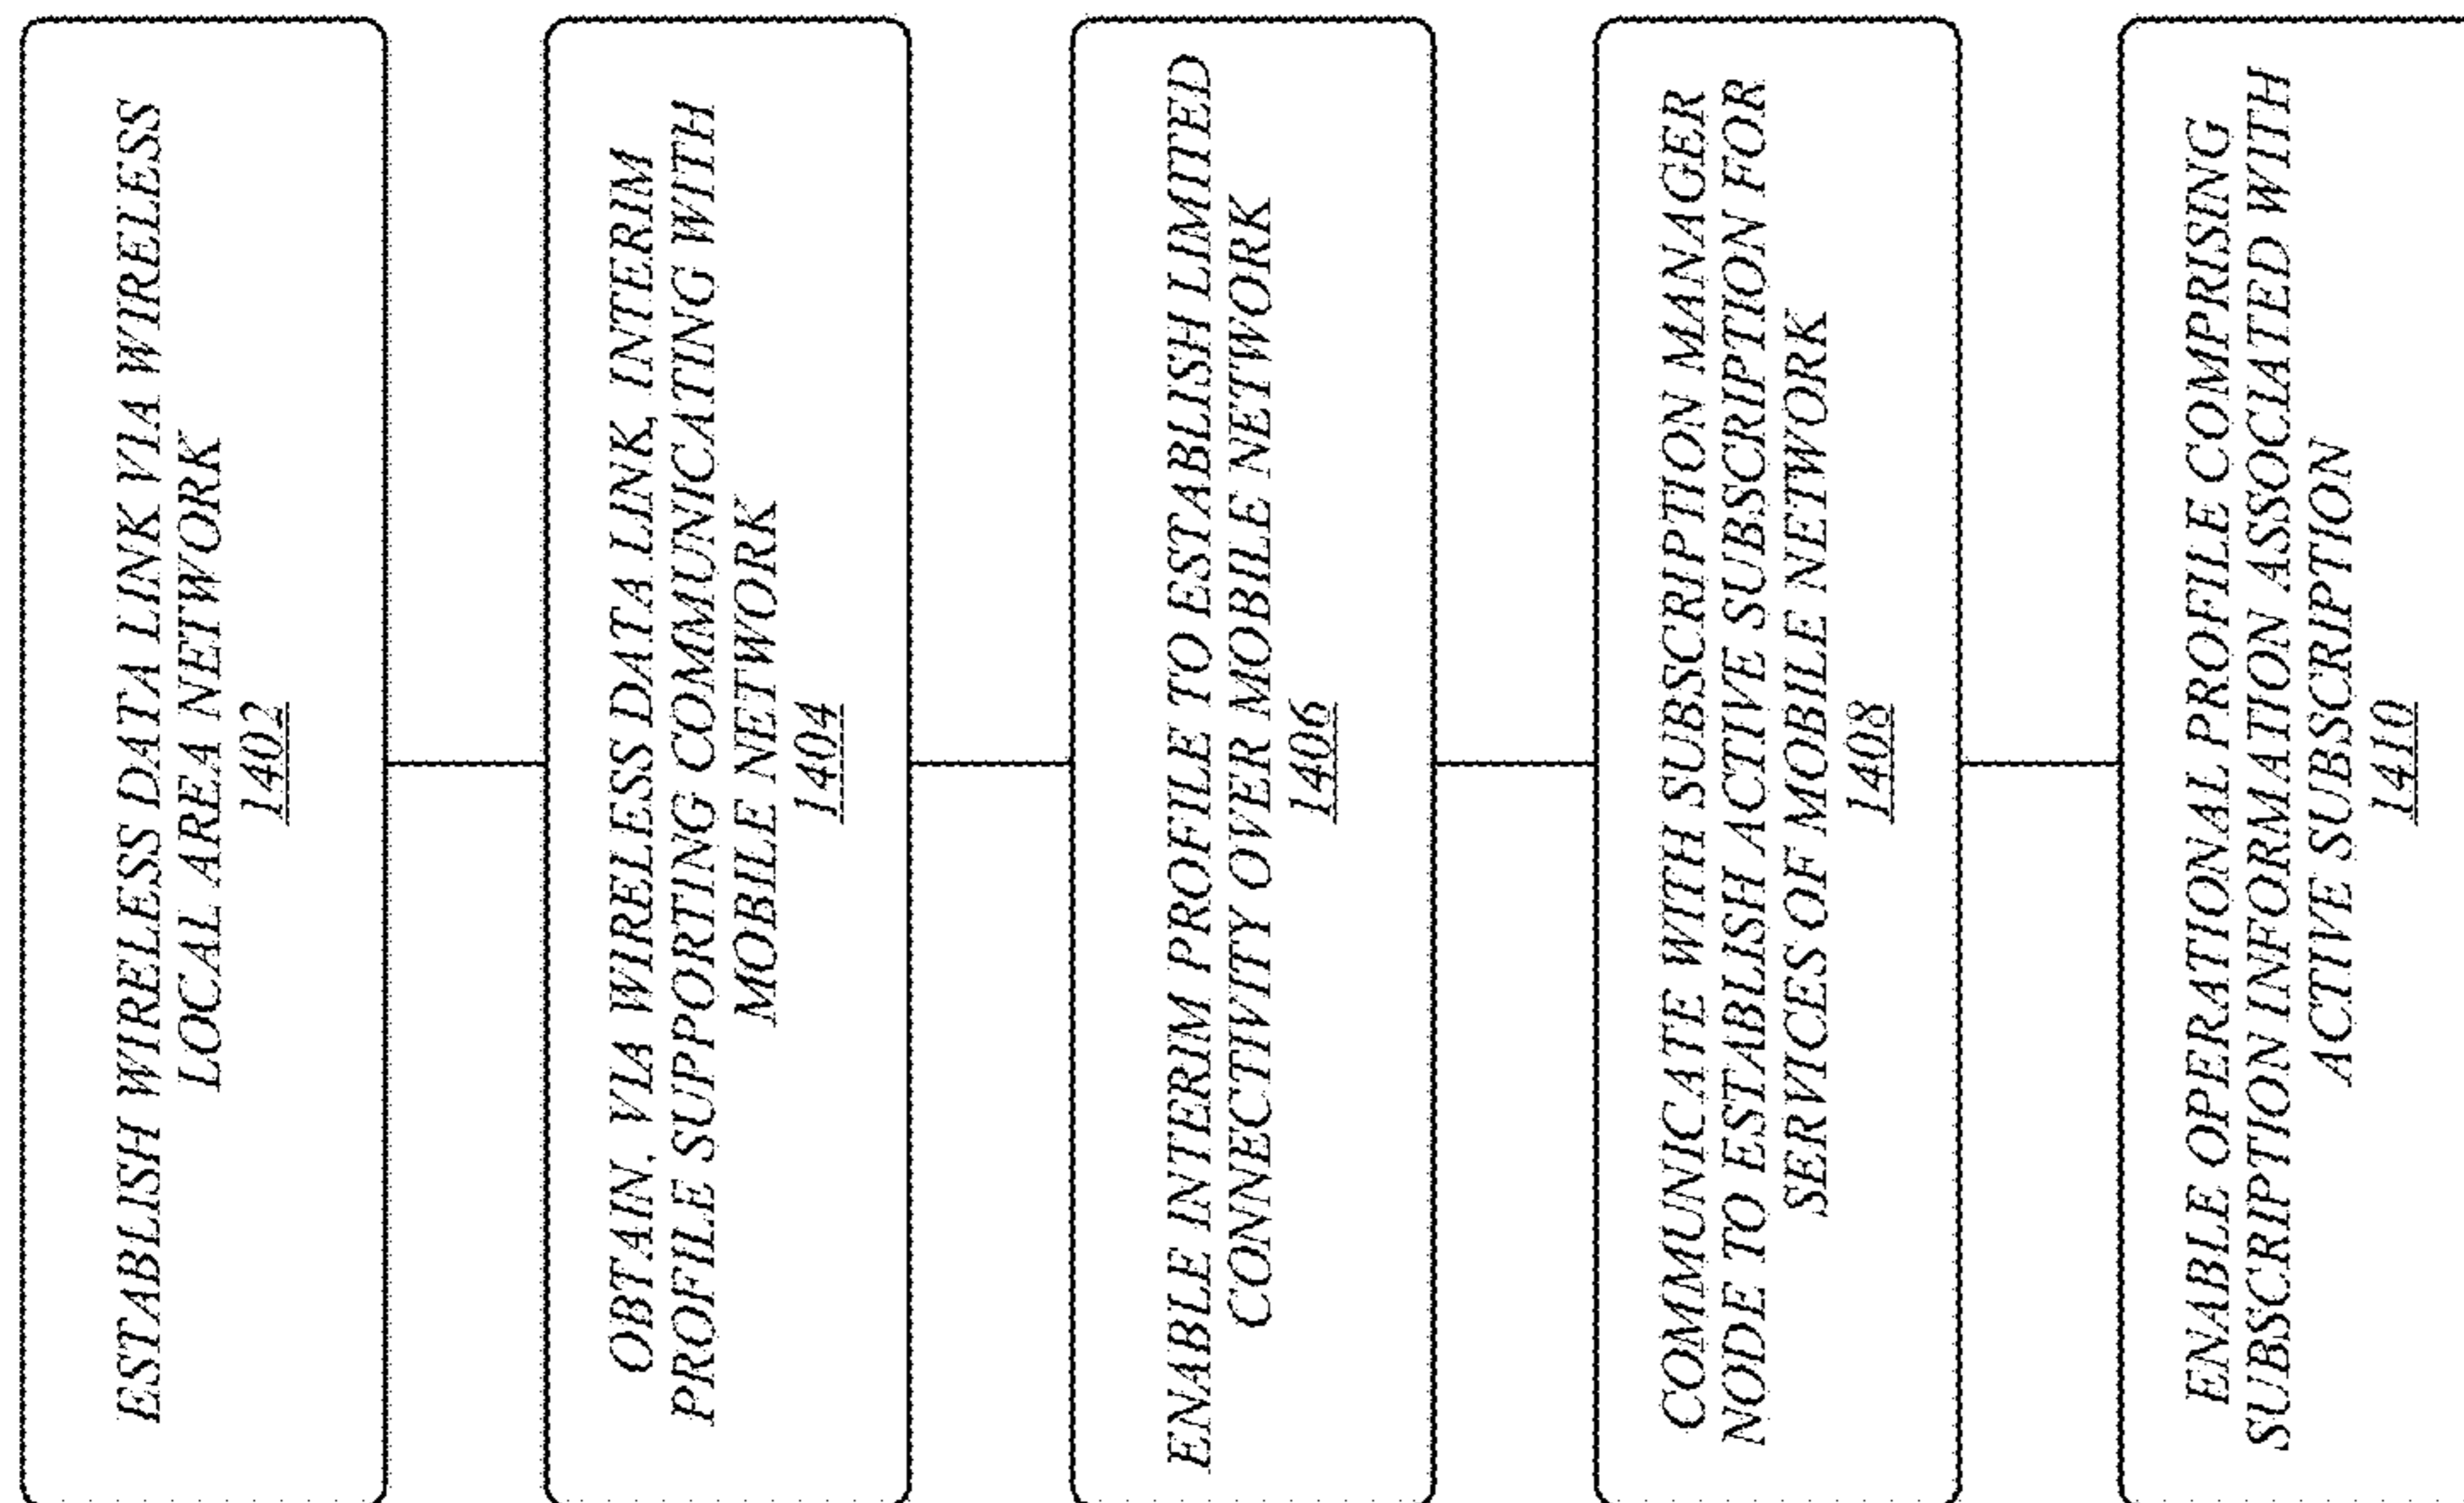 ESTABLISH WIRELESS DATA LINK VIA WIRELESS
LOCAL AREA NETWORK
1402
OBTAIN, VIA WIRELESS DATA LINK, INTERIM
PROFILE SUPPORTING COMMUNICATING WITH
MOBILE NETWORK
1404
ENABLE INTERIM PROFILE TO ESTABLISH LIMITED
CONNECTIVITY OVER MOBILE NETWORK
1406
COMMUNICATE WITH SUBSCRIPTION MANAGER
NODE TO ESTABLISH ACTIVE SUBSCRIPTION FOR
SERVICES OF MOBILE NETWORK
1408
ENABLE OPERATIONAL PROFILE COMPRISING
SUBSCRIPTION INFORMATION ASSOCIATED WITH
ACTIVE SUBSCRIPTION
1410